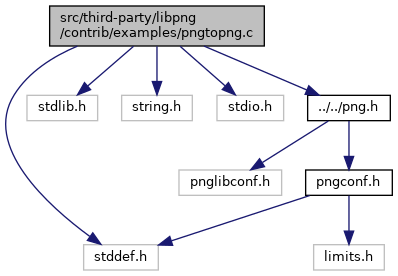 src/third-party/libpng
/contrib/examples/pngtopng.c
stdlib.h
string.h
stdio.h
../../png.h
pnglibconf.h
pngconf.h
stddef.h
limits.h